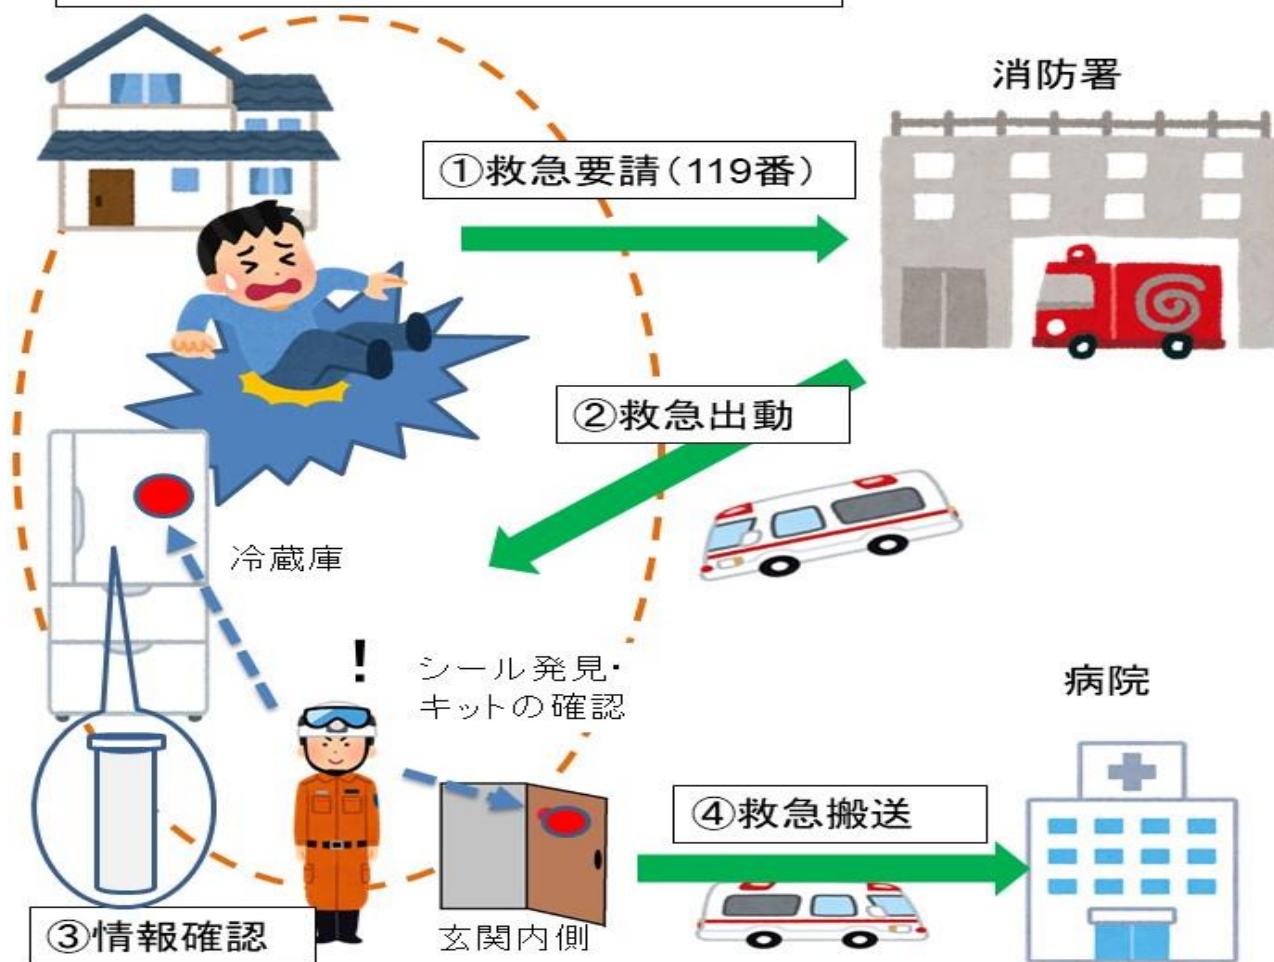 消防署
①救急要請(119番)
②救急出動
冷蔵庫
!
シール発見・
キットの確認
病院
④救急搬送
③情報確認
玄関内側